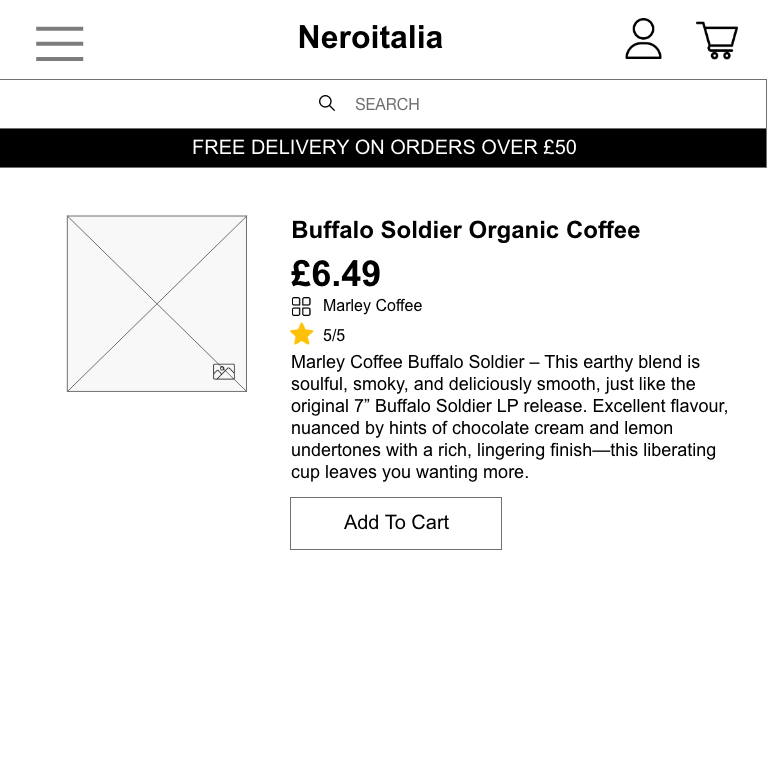 Neroitalia
SEARCH
FREE DELIVERY ON ORDERS OVER £50
Buffalo Soldier Organic Coffee
£6.49
Marley Coffee
5/5
Marley Coffee Buffalo Soldier – This earthy blend is
soulful, smoky, and deliciously smooth, just like the
original 7” Buffalo Soldier LP release. Excellent flavour,
nuanced by hints of chocolate cream and lemon
undertones with a rich, lingering finish—this liberating
cup leaves you wanting more.
Add To Cart